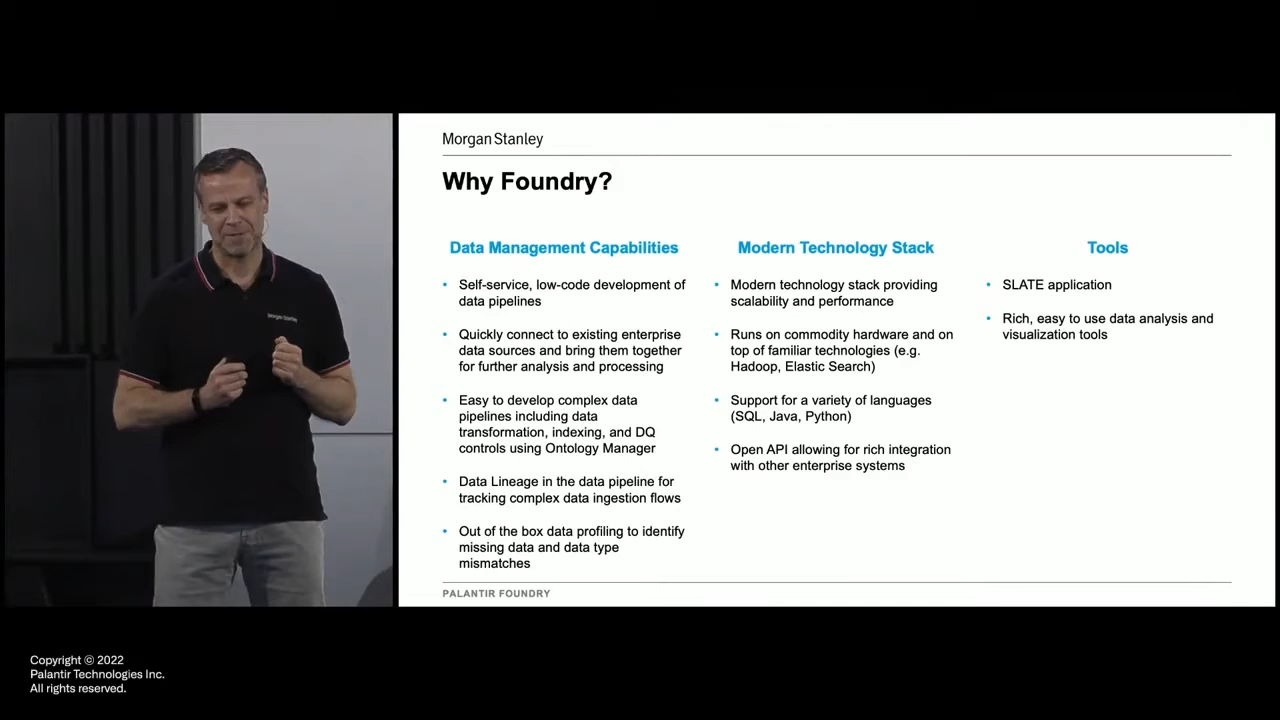 Morgan Stanley
Why Foundry?
Data Management Capabilities
• Self-service, low-code development of
data pipelines
• Quickly connect to existing enterprise
data sources and bring them together
for further analysis and processing
• Easy to develop complex data
pipelines including data
transformation, indexing, and DQ
controls using Ontology Manager
• Data Lineage in the data pipeline for
tracking complex data ingestion flows
• Out of the box data profiling to identify
missing data and data type
mismatches
Modern Technology Stack
• Modern technology stack providing
scalability and performance
• Runs on commodity hardware and on
top of familiar technologies (e.g.
Hadoop, Elastic Search)
• Support for a variety of languages
(SQL, Java, Python)
• Open API allowing for rich integration
with other enterprise systems
Tools
• SLATE application
• Rich, easy to use data analysis and
visualization tools
PALANTIR FOUNDRY
Morgan Stanley
Copyright © 2022
Palantir Technologies Inc.
All rights reserved.